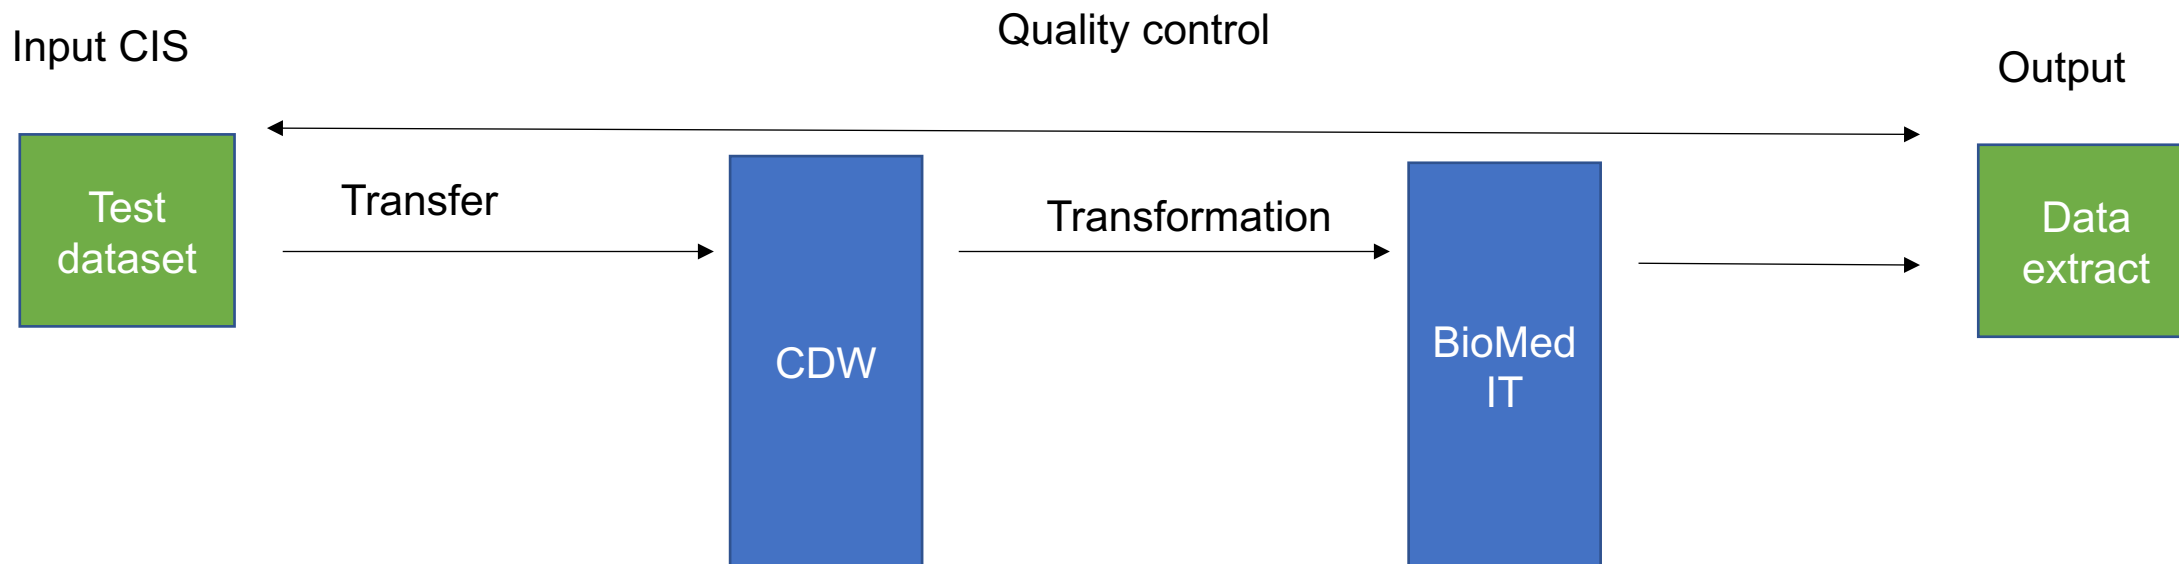 Input CIS
Quality control
Output
Test
dataset
Transfer
CDW
Transformation
BioMed
IT
Data
extract